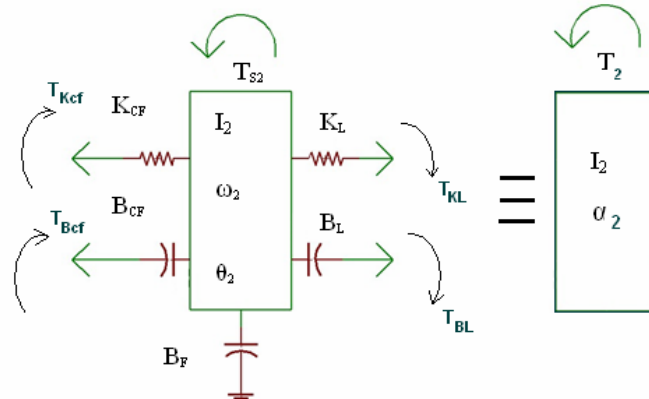 T_S2
T_2
T_Kcf
K_CF
I_2
K_L
T_KL
I_2
ω_2
α_2
T_Bcf
B_CF
B_L
θ_2
T_BL
B_F